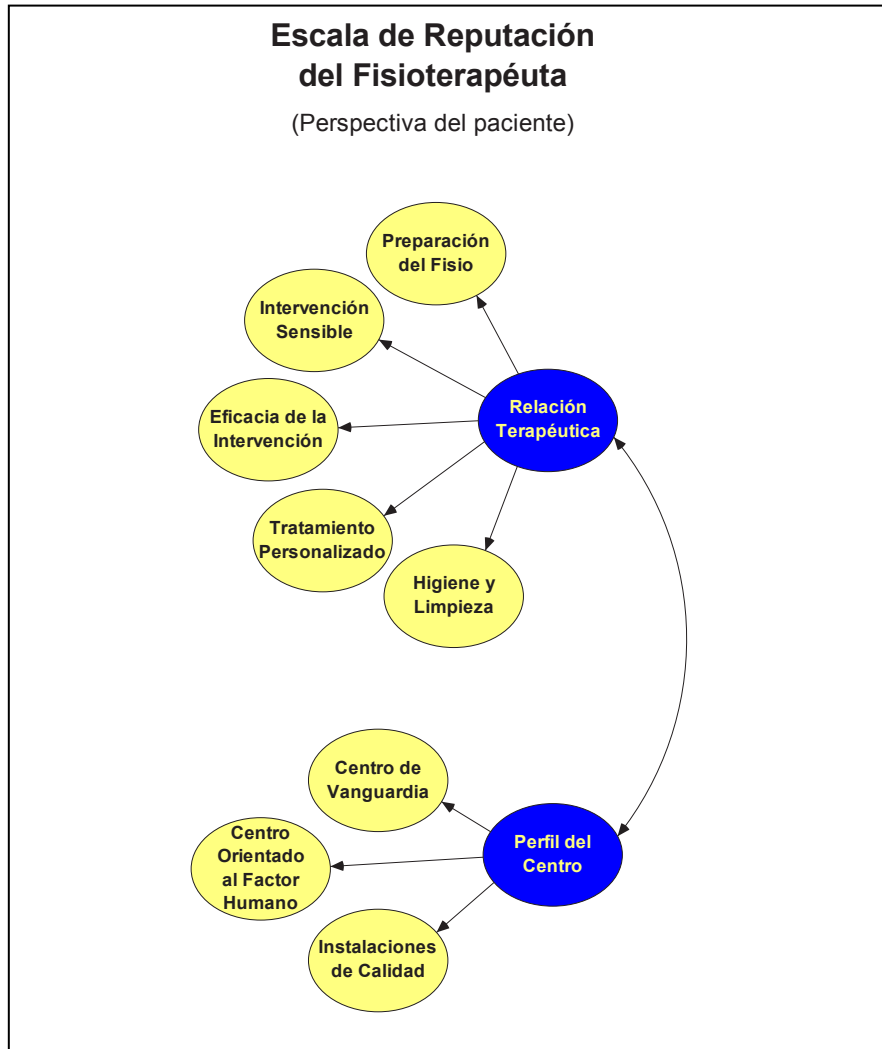 Escala de Reputación
del Fisioterapéuta
(Perspectiva del paciente)
Preparación
del Fisio
Intervención
Sensible
Relación
Terapéutica
Eficacia de la
Intervención
Tratamiento
Personalizado
Higiene y
Limpieza
Centro de
Vanguardia
Perfil del
Centro
Centro
Orientado
al Factor
Humano
Instalaciones
de Calidad